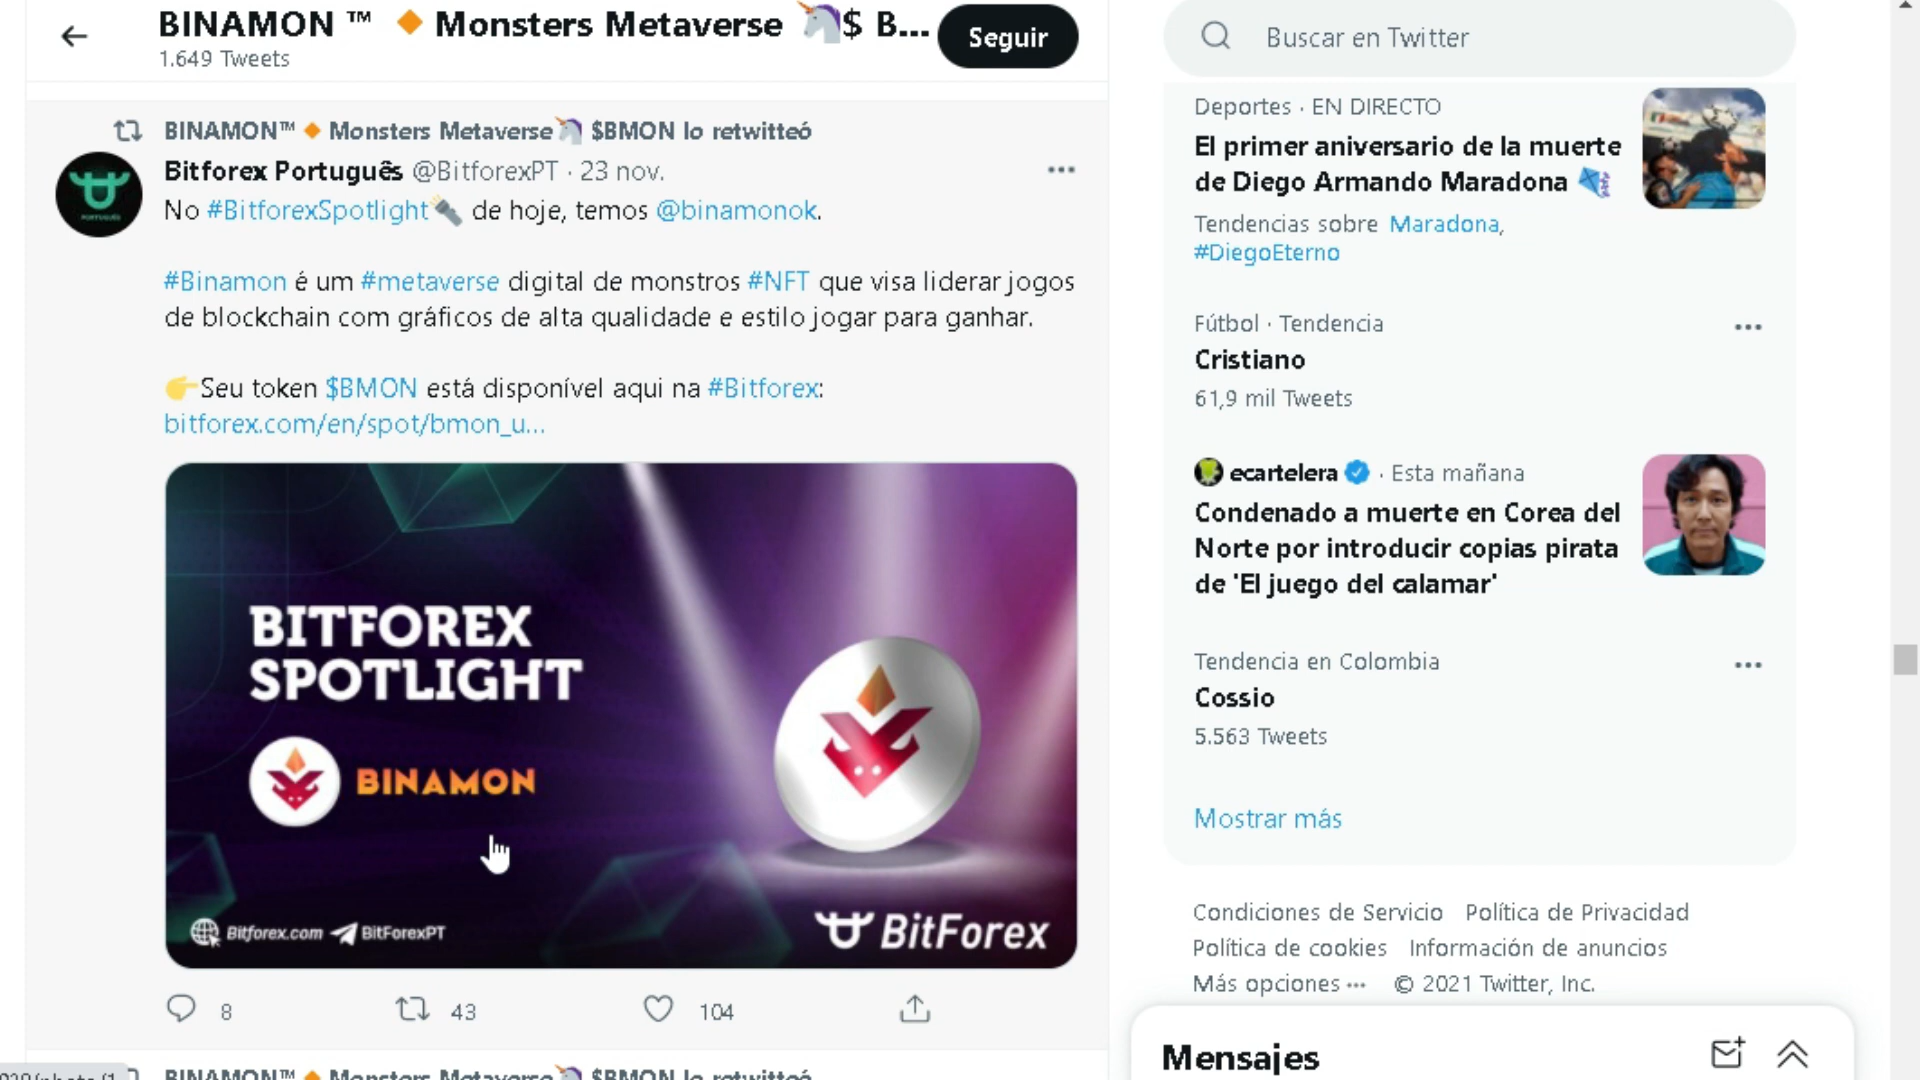 BINAMON ™ 🔶 Monsters Metaverse 🦄$ B...
1.649 Tweets
Seguir
BINAMON™ 🔸 Monsters Metaverse🦄 $BMON lo retwitteó
Bitforex Português @BitforexPT · 23 nov.
No #BitforexSpotlight🔦 de hoje, temos @binamonok.
#Binamon é um #metaverse digital de monstros #NFT que visa liderar jogos
de blockchain com gráficos de alta qualidade e estilo jogar para ganhar.
👉Seu token $BMON está disponível aqui na #Bitforex:
bitforex.com/en/spot/bmon_u...
BITFOREX
SPOTLIGHT
BINAMON
Bitforex.com BitForexPT
BitForex
8 43 104
BINAMON™ 🔸 Monsters Metaverse🦄 $BMON lo retwitteó
Buscar en Twitter
Deportes · EN DIRECTO
El primer aniversario de la muerte
de Diego Armando Maradona
Tendencias sobre Maradona,
#DiegoEterno
Fútbol · Tendencia
Cristiano
61,9 mil Tweets
ecartelera · Esta mañana
Condenado a muerte en Corea del
Norte por introducir copias pirata
de 'El juego del calamar'
Tendencia en Colombia
Cossio
5.563 Tweets
Mostrar más
Condiciones de Servicio Política de Privacidad
Política de cookies Información de anuncios
Más opciones ··· © 2021 Twitter, Inc.
Mensajes